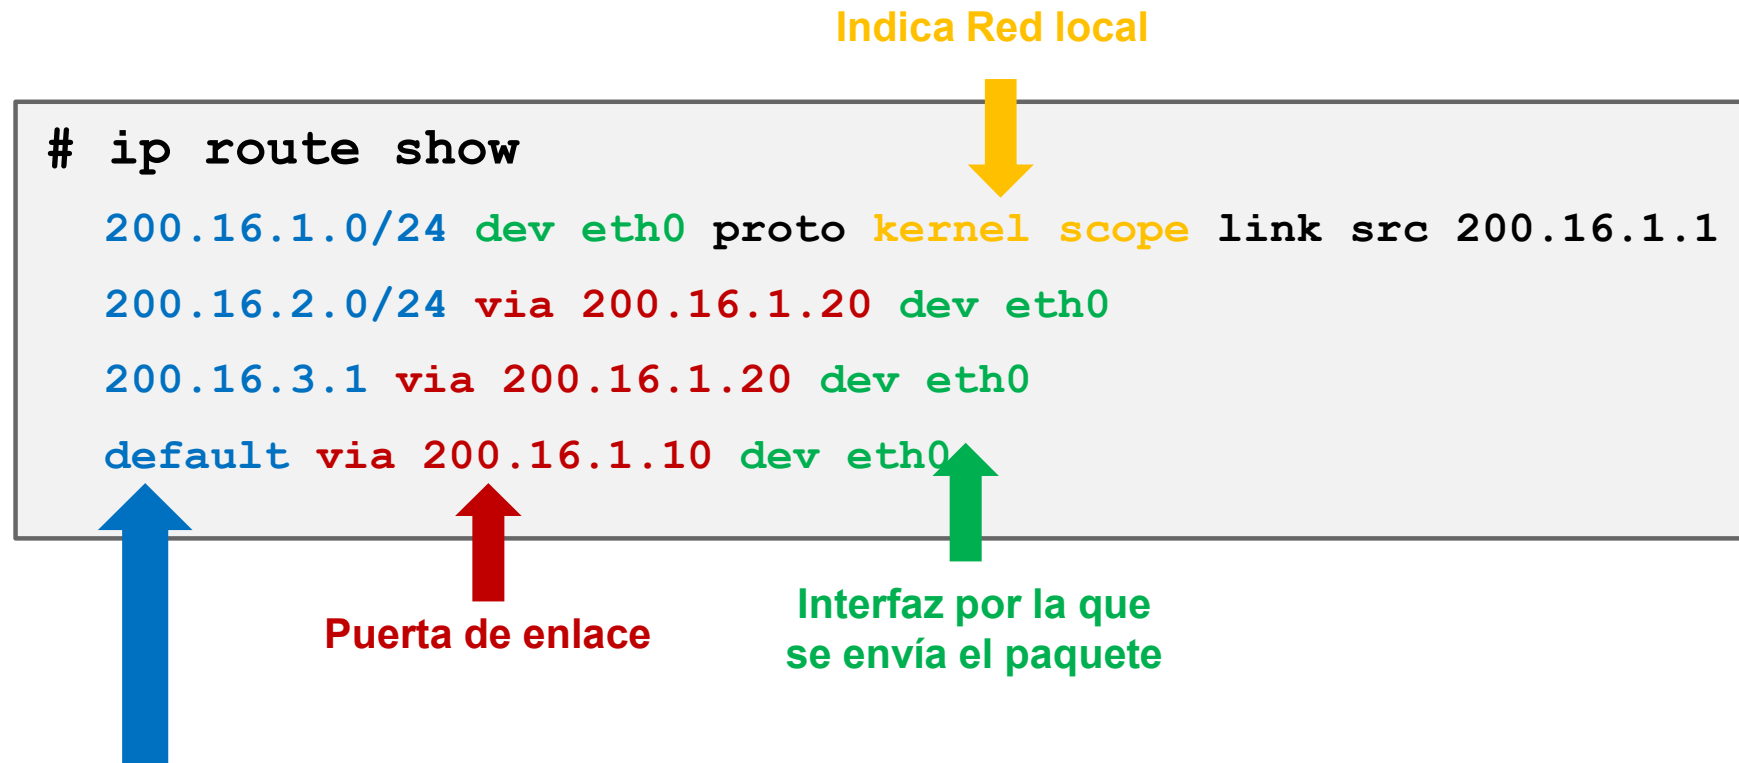 Indica Red local
# ip route show
200.16.1.0/24 dev eth0 proto kernel scope link src 200.16.1.1
200.16.2.0/24 via 200.16.1.20 dev eth0
200.16.3.1 via 200.16.1.20 dev eth0
default via 200.16.1.10 dev eth0
Puerta de enlace
Interfaz por la que
se envía el paquete